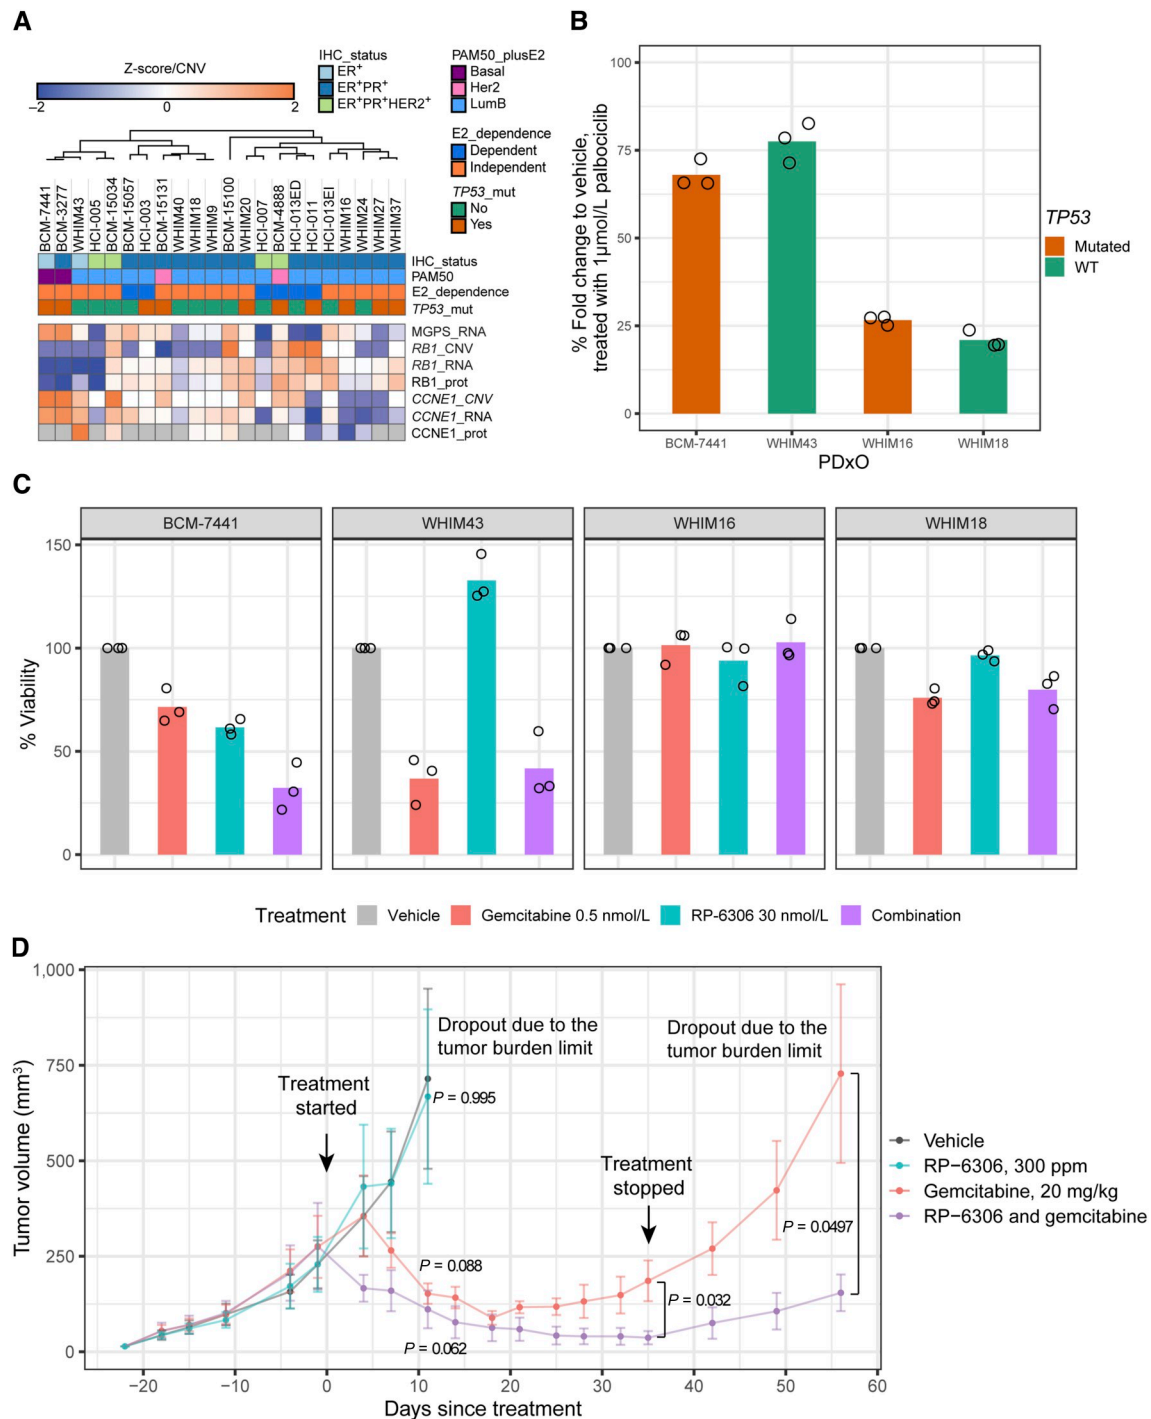 A
Z-score/CNV
−2
0
2
IHC_status
ER+
ER+PR+
ER+PR+HER2+
PAM50_plusE2
Basal
Her2
LumB
E2_dependence
Dependent
Independent
TP53_mut
No
Yes
BCM-7441
BCM-3277
WHIM43
HCI-005
BCM-15034
BCM-15057
HCI-003
BCM-15131
WHIM40
WHIM18
WHIM9
BCM-15100
WHIM20
HCI-007
BCM-4888
HCI-013ED
HCI-011
HCI-013EI
WHIM16
WHIM24
WHIM27
WHIM37
IHC_status
PAM50
E2_dependence
TP53_mut
MGPS_RNA
RB1_CNV
RB1_RNA
RB1_prot
CCNE1_CNV
CCNE1_RNA
CCNE1_prot
B
% Fold change to vehicle,
treated with 1µmol/L palbociclib
100
75
50
25
0
BCM-7441
WHIM43
WHIM16
WHIM18
PDxO
TP53
Mutated
WT
C
BCM-7441
WHIM43
WHIM16
WHIM18
% Viability
150
100
50
0
Treatment
Vehicle
Gemcitabine 0.5 nmol/L
RP-6306 30 nmol/L
Combination
D
Tumor volume (mm3)
1,000
750
500
250
0
Treatment
started
Dropout due to the
tumor burden limit
P = 0.995
P = 0.088
P = 0.062
Treatment
stopped
P = 0.032
Dropout due to the
tumor burden limit
P = 0.0497
−20
−10
0
10
20
30
40
50
60
Days since treatment
Vehicle
RP−6306, 300 ppm
Gemcitabine, 20 mg/kg
RP−6306 and gemcitabine